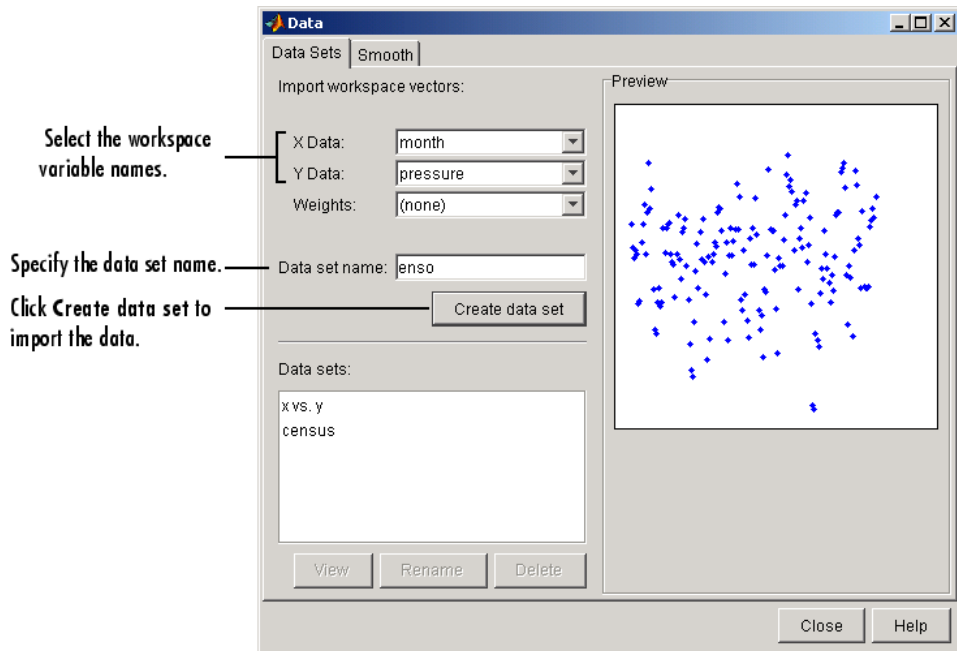 Data
Data Sets
Smooth
Import workspace vectors:
Preview
Select the workspace
variable names.
X Data:
month
Y Data:
pressure
Weights:
(none)
Specify the data set name.
Data set name:
enso
Click Create data set to
import the data.
Create data set
Data sets:
x vs. y
census
View
Rename
Delete
Close
Help